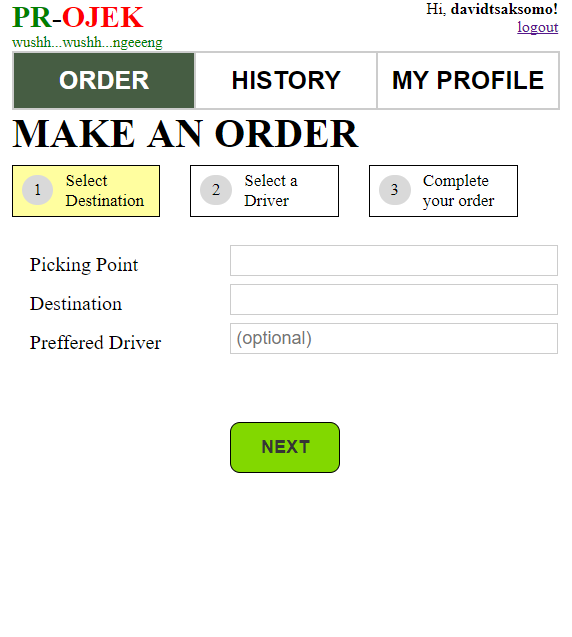 PR-OJEK
Hi, davidtsaksomo!
wushh...wushh...ngeeeng
logout
ORDER
HISTORY
MY PROFILE
MAKE AN ORDER
1
Select
Destination
2
Select a
Driver
3
Complete
your order
Picking Point
Destination
Preffered Driver
(optional)
NEXT